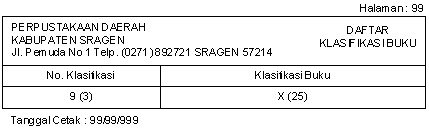 Halaman : 99
PERPUSTAKAAN DAERAH
KABUPATEN SRAGEN
Jl. Pemuda No 1 Telp. (0271) 892721 SRAGEN 57214
DAFTAR
KLASIFIKASI BUKU
No. Klasifikasi Klasifikasi Buku
9 (3) X (25)
Tanggal Cetak : 99/99/999